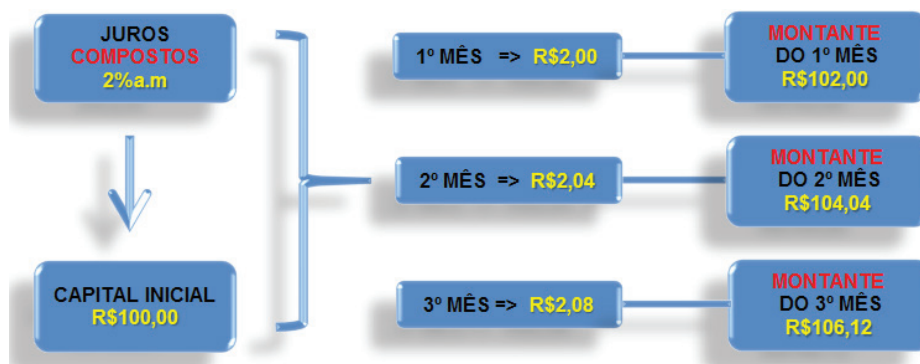 JUROS
COMPOSTOS
2%a.m
CAPITAL INICIAL
R$100,00
1º MÊS => R$2,00
MONTANTE
DO 1º MÊS
R$102,00
2º MÊS => R$2,04
MONTANTE
DO 2º MÊS
R$104,04
3º MÊS => R$2,08
MONTANTE
DO 3º MÊS
R$106,12